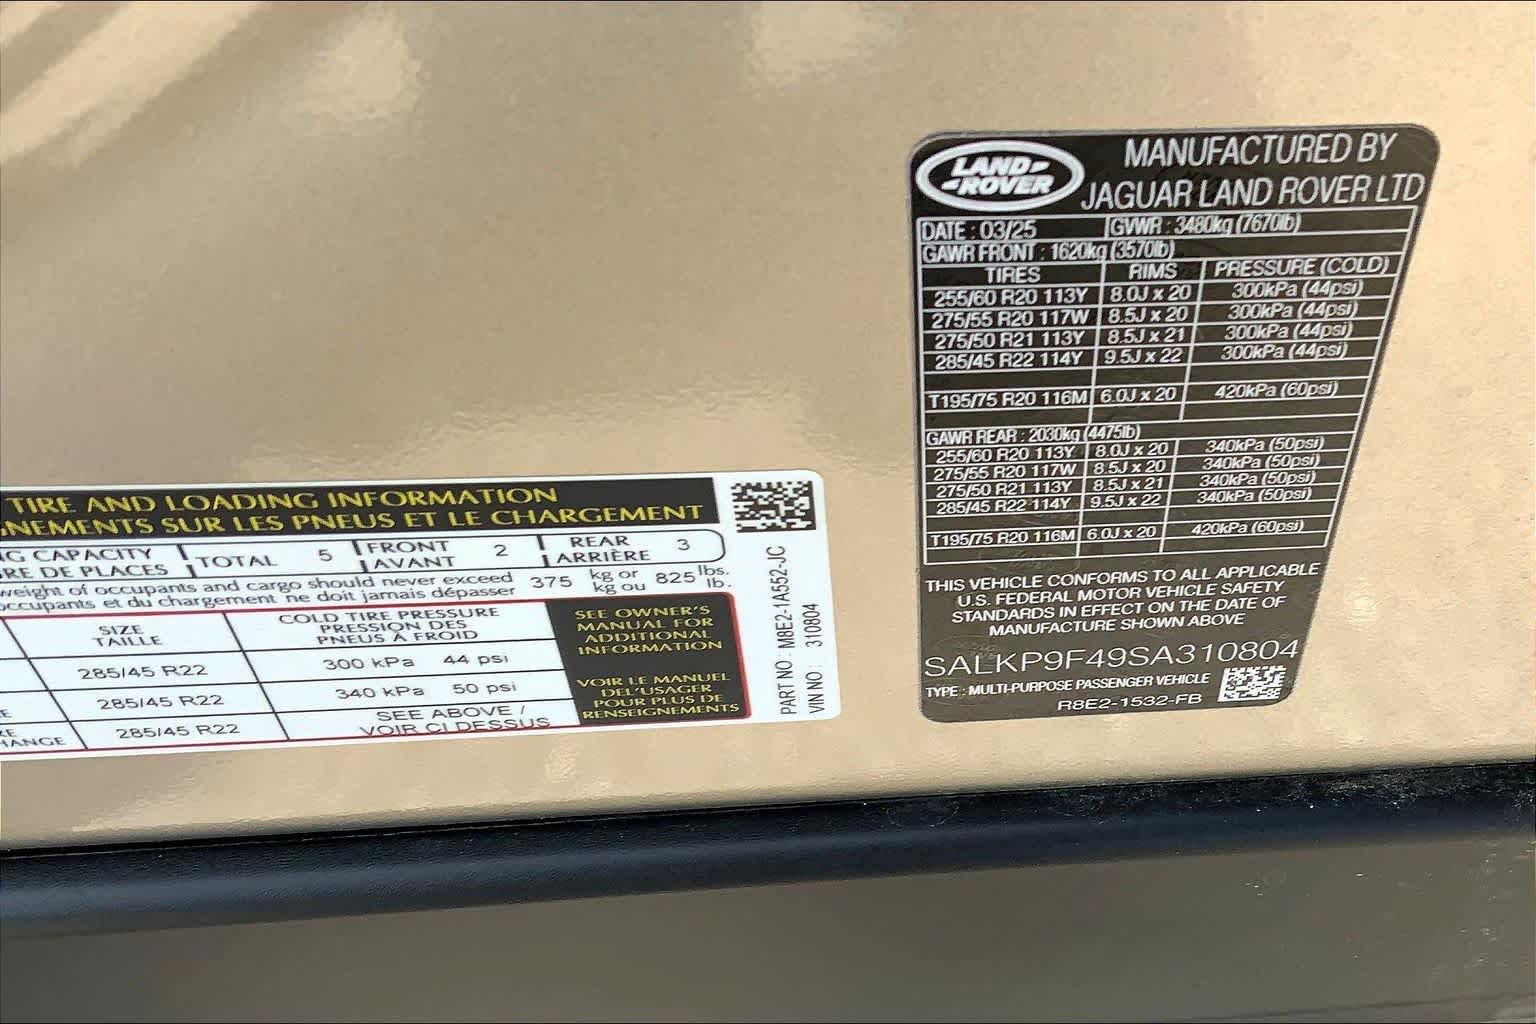 TIRE AND LOADING INFORMATION
GNEMENTS SUR LES PNEUS ET LE CHARGEMENT
NG CAPACITY
RE DE PLACES
TOTAL 5
FRONT
AVANT
2
REAR
ARRIÈRE
3
weight of occupants and cargo should never exceed
occupants et du chargement ne doit jamais dépasser
375 kg or
kg ou
825 lbs.
lb.
SIZE
TAILLE
COLD TIRE PRESSURE
PRESSION DES
PNEUS À FROID
285/45 R22 300 kPa 44 psi
285/45 R22 340 kPa 50 psi
HANGE 285/45 R22
SEE ABOVE /
VOIR CI DESSUS
SEE OWNER'S
MANUAL FOR
ADDITIONAL
INFORMATION
VOIR LE MANUEL
DEL'USAGER
POUR PLUS DE
RENSEIGNEMENTS
PART NO : M8E2-1A552-JC
VIN NO : 310804
LAND
ROVER
MANUFACTURED BY
JAGUAR LAND ROVER LTD
DATE : 03/25 GVWR : 3480kg (7670lb)
GAWR FRONT : 1620kg (3570lb)
TIRES RIMS PRESSURE (COLD)
255/60 R20 113Y 8.0J x 20 300kPa (44psi)
275/55 R20 117W 8.5J x 20 300kPa (44psi)
275/50 R21 113Y 8.5J x 21 300kPa (44psi)
285/45 R22 114Y 9.5J x 22 300kPa (44psi)
T195/75 R20 116M 6.0J x 20 420kPa (60psi)
GAWR REAR : 2030kg (4475lb)
255/60 R20 113Y 8.0J x 20 340kPa (50psi)
275/55 R20 117W 8.5J x 20 340kPa (50psi)
275/50 R21 113Y 8.5J x 21 340kPa (50psi)
285/45 R22 114Y 9.5J x 22 340kPa (50psi)
T195/75 R20 116M 6.0J x 20 420kPa (60psi)
THIS VEHICLE CONFORMS TO ALL APPLICABLE
U.S. FEDERAL MOTOR VEHICLE SAFETY
STANDARDS IN EFFECT ON THE DATE OF
MANUFACTURE SHOWN ABOVE
SALKP9F49SA310804
TYPE : MULTI-PURPOSE PASSENGER VEHICLE
R8E2-1532-FB